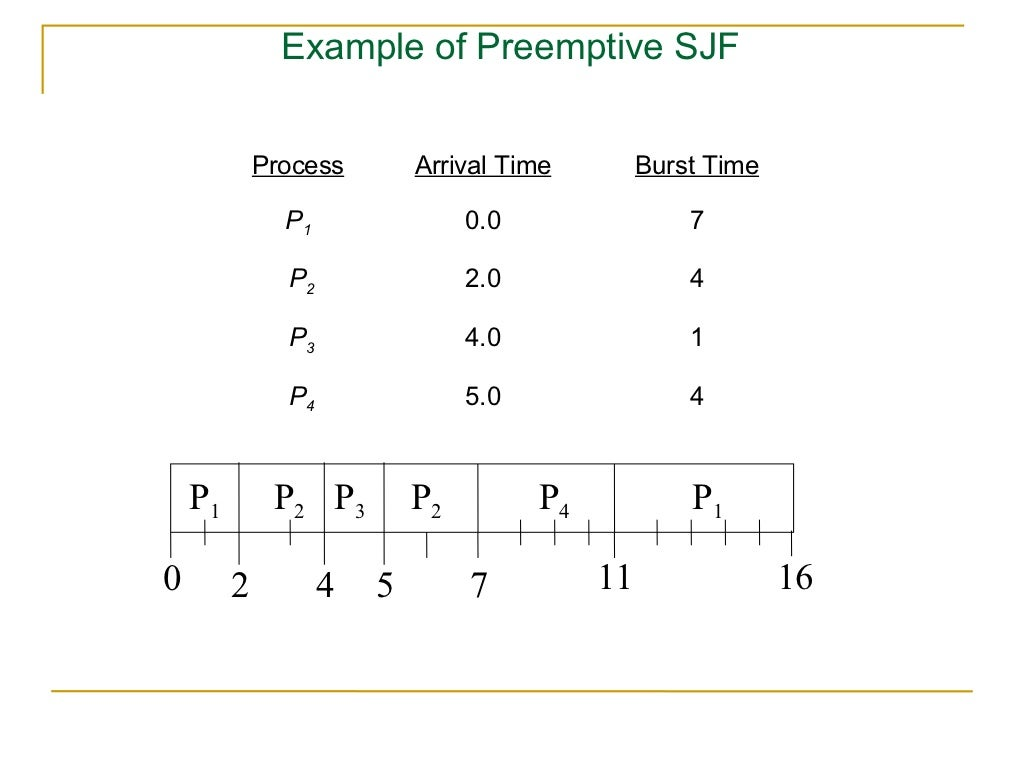 Example of Preemptive SJF
Process Arrival Time Burst Time
P1 0.0 7
P2 2.0 4
P3 4.0 1
P4 5.0 4
P1 P2 P3 P2 P4 P1
0 2 4 5 7 11 16